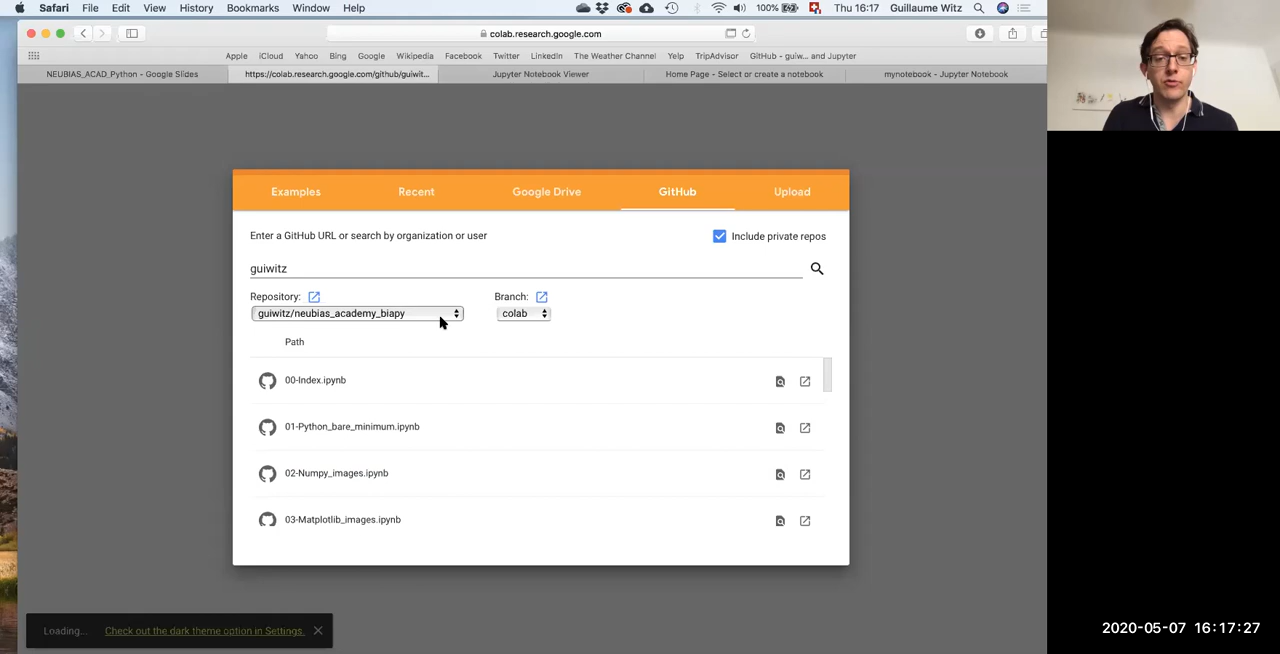 Safari File Edit View History Bookmarks Window Help 100% Thu 16:17 Guillaume Witz
colab.research.google.com
Apple iCloud Yahoo Bing Google Wikipedia Facebook Twitter LinkedIn The Weather Channel Yelp TripAdvisor GitHub - guiw... and Jupyter
NEUBIAS_ACAD_Python - Google Slides https://colab.research.google.com/github/guiwit... Jupyter Notebook Viewer Home Page - Select or create a notebook mynotebook - Jupyter Notebook
Examples Recent Google Drive GitHub Upload
Enter a GitHub URL or search by organization or user Include private repos
guiwitz
Repository: Branch:
guiwitz/neubias_academy_biapy colab
Path
00-Index.ipynb
01-Python_bare_minimum.ipynb
02-Numpy_images.ipynb
03-Matplotlib_images.ipynb
Loading... Check out the dark theme option in Settings.
2020-05-07 16:17:27